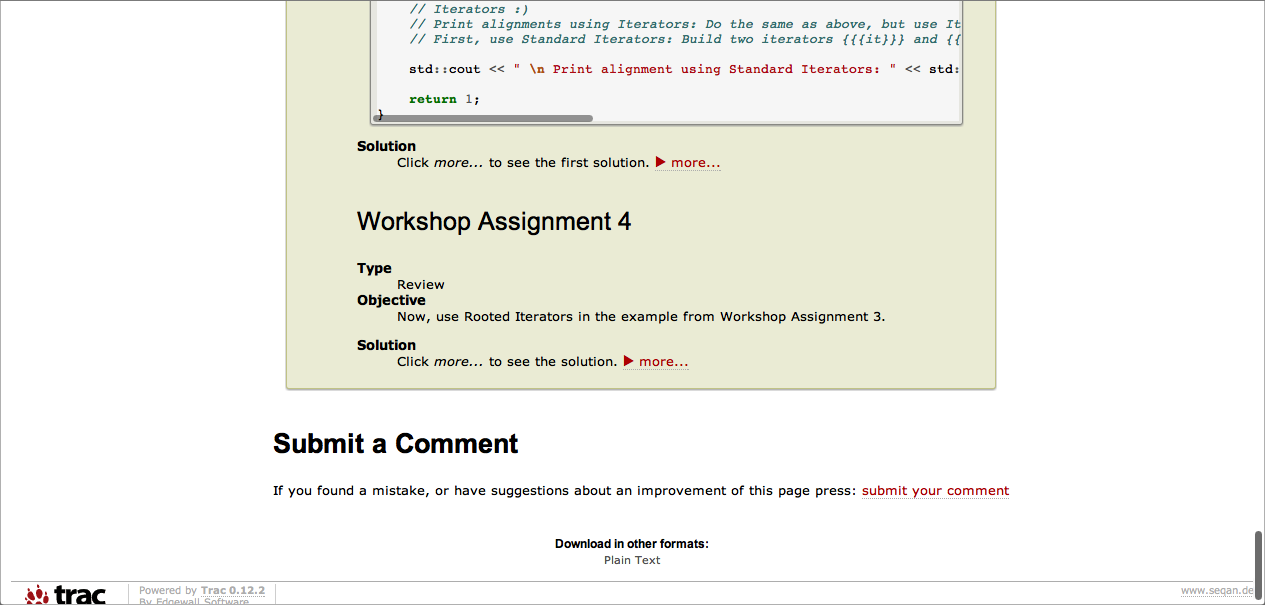 // Iterators :)
// Print alignments using Iterators: Do the same as above, but use It
// First, use Standard Iterators: Build two iterators {{{it}}} and {{
std::cout << " \n Print alignment using Standard Iterators: " << std:
return 1;
}
Solution
Click more... to see the first solution. ▶ more...
Workshop Assignment 4
Type
Review
Objective
Now, use Rooted Iterators in the example from Workshop Assignment 3.
Solution
Click more... to see the solution. ▶ more...
Submit a Comment
If you found a mistake, or have suggestions about an improvement of this page press: submit your comment
Download in other formats:
Plain Text
trac
Powered by Trac 0.12.2
By Edgewall Software
www.seqan.de